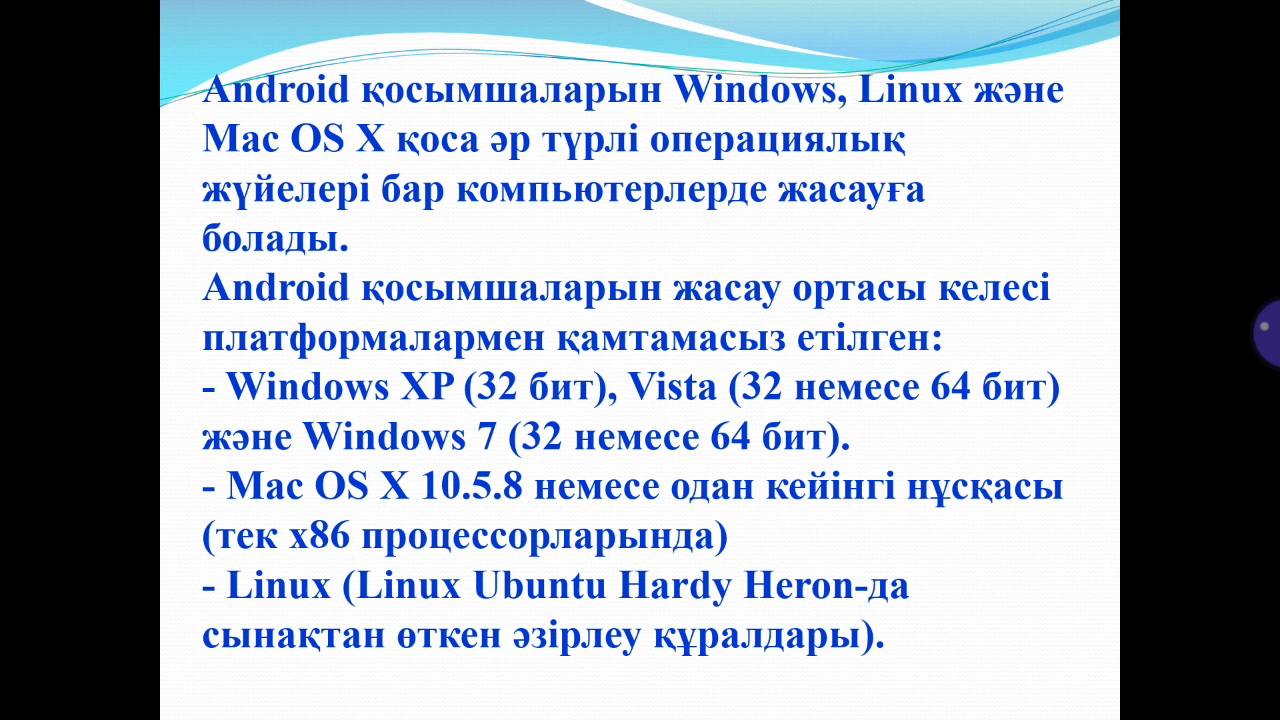 Android қосымшаларын Windows, Linux және
Mac OS X қоса әр түрлі операциялық
жүйелері бар компьютерлерде жасауға
болады.
Android қосымшаларын жасау ортасы келесі
платформалармен қамтамасыз етілген:
- Windows XP (32 бит), Vista (32 немесе 64 бит)
және Windows 7 (32 немесе 64 бит).
- Mac OS X 10.5.8 немесе одан кейінгі нұсқасы
(тек x86 процессорларында)
- Linux (Linux Ubuntu Hardy Heron-да
сынақтан өткен әзірлеу құралдары).